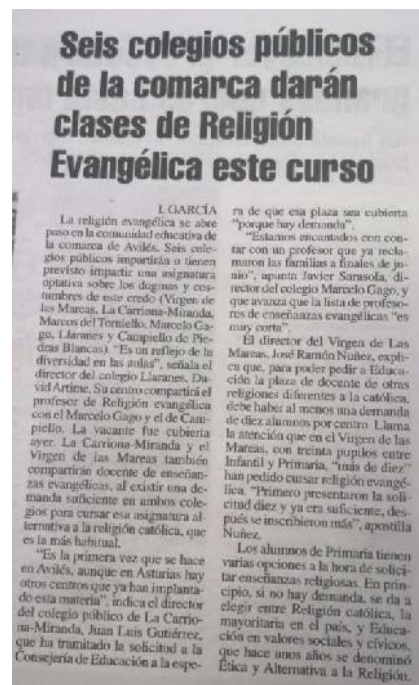 Seis colegios públicos
de la comarca darán
clases de Religión
Evangélica este curso
I. GARCÍA
La religión evangélica se abre
paso en la comunidad educativa de
la comarca de Avilés. Seis cole-
gios públicos impartirán o tienen
previsto impartir una asignatura
optativa sobre los dogmas y cos-
tumbres de este credo (Virgen de
las Mareas, La Carriona-Miranda,
Marcos del Torniello, Marcelo Ga-
go, Llaranes y Campiello de Pie-
dras Blancas). "Es un reflejo de la
diversidad en las aulas", señala el
director del colegio Llaranes, Da-
vid Artime. Su centro compartirá el
profesor de Religión evangélica
con el Marcelo Gago y el de Cam-
piello. La vacante fue cubierta
ayer. La Carriona-Miranda y el
Virgen de las Mareas también
compartirán docente de enseñan-
zas evangélicas, al existir una de-
manda suficiente en ambos cole-
gios para cursar esa asignatura al-
ternativa a la religión católica, que
es la más habitual.
"Es la primera vez que se hace
en Avilés, aunque en Asturias hay
otros centros que ya han implanta-
do esta materia", indica el director
del colegio público de La Carrio-
na-Miranda, Juan Luis Gutiérrez,
que ha tramitado la solicitud a la
Consejería de Educación a la espe-
ra de que esa plaza sea cubierta
"porque hay demanda".
"Estamos encantados con con-
tar con un profesor que ya recla-
maron las familias a finales de ju-
nio", apunta Javier Sarasola, di-
rector del colegio Marcelo Gago, y
que avanza que la lista de profeso-
res de enseñanzas evangélicas "es
muy corta".
El director del Virgen de Las
Mareas, José Ramón Nuñez, expli-
ca que, para poder pedir a Educa-
ción la plaza de docente de otras
religiones diferentes a la católica,
debe haber al menos una demanda
de diez alumnos por centro. Llama
la atención que en el Virgen de las
Mareas, con treinta pupilos entre
Infantil y Primaria, "más de diez"
han pedido cursar religión evangé-
lica. "Primero presentaron la soli-
citud diez y ya era suficiente, des-
pués se inscribieron más", apostilla
Nuñez.
Los alumnos de Primaria tienen
varias opciones a la hora de solici-
tar enseñanzas religiosas. En prin-
cipio, si no hay demanda, se da a
elegir entre Religión católica, la
mayoritaria en el país, y Educa-
ción en valores sociales y cívicos,
que hace unos años se denominó
Ética y Alternativa a la Religión.